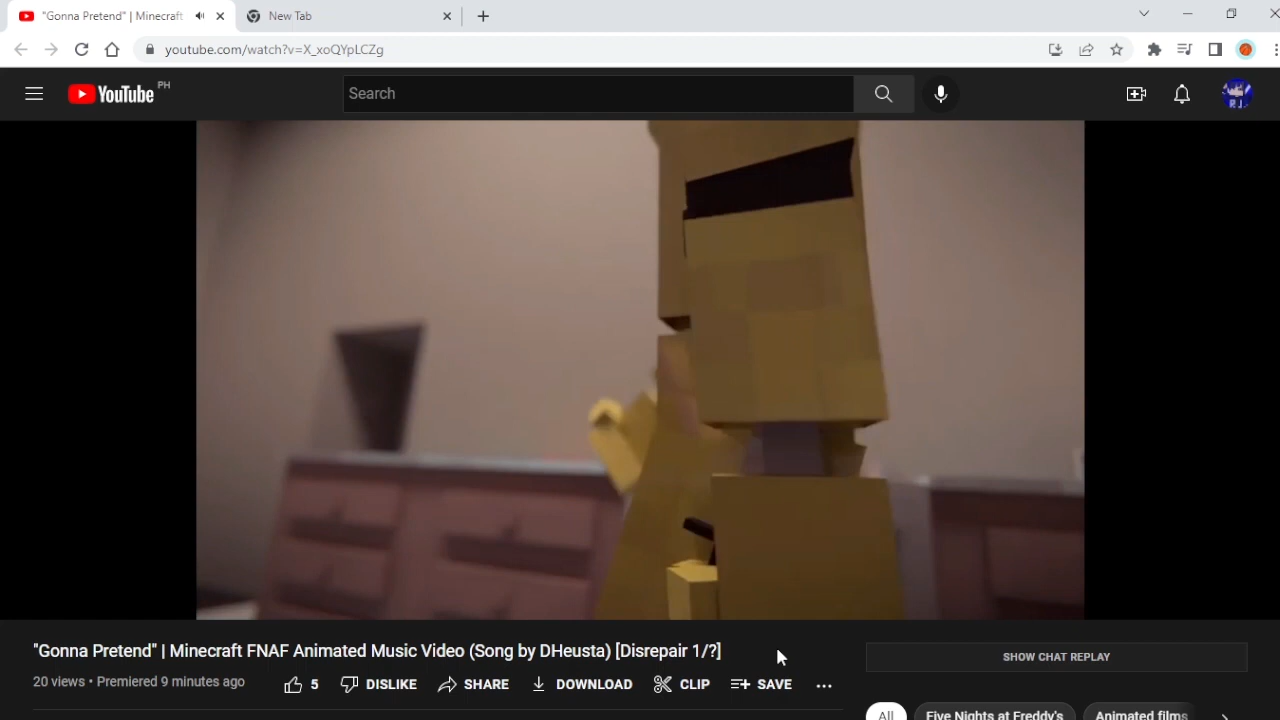 "Gonna Pretend" | Minecraft
New Tab
youtube.com/watch?v=X_xoQYpLCZg
YouTube PH
Search
"Gonna Pretend" | Minecraft FNAF Animated Music Video (Song by DHeusta) [Disrepair 1/?]
20 views • Premiered 9 minutes ago
5
DISLIKE
SHARE
DOWNLOAD
CLIP
SAVE
SHOW CHAT REPLAY
All
Five Nights at Freddy's
Animated films